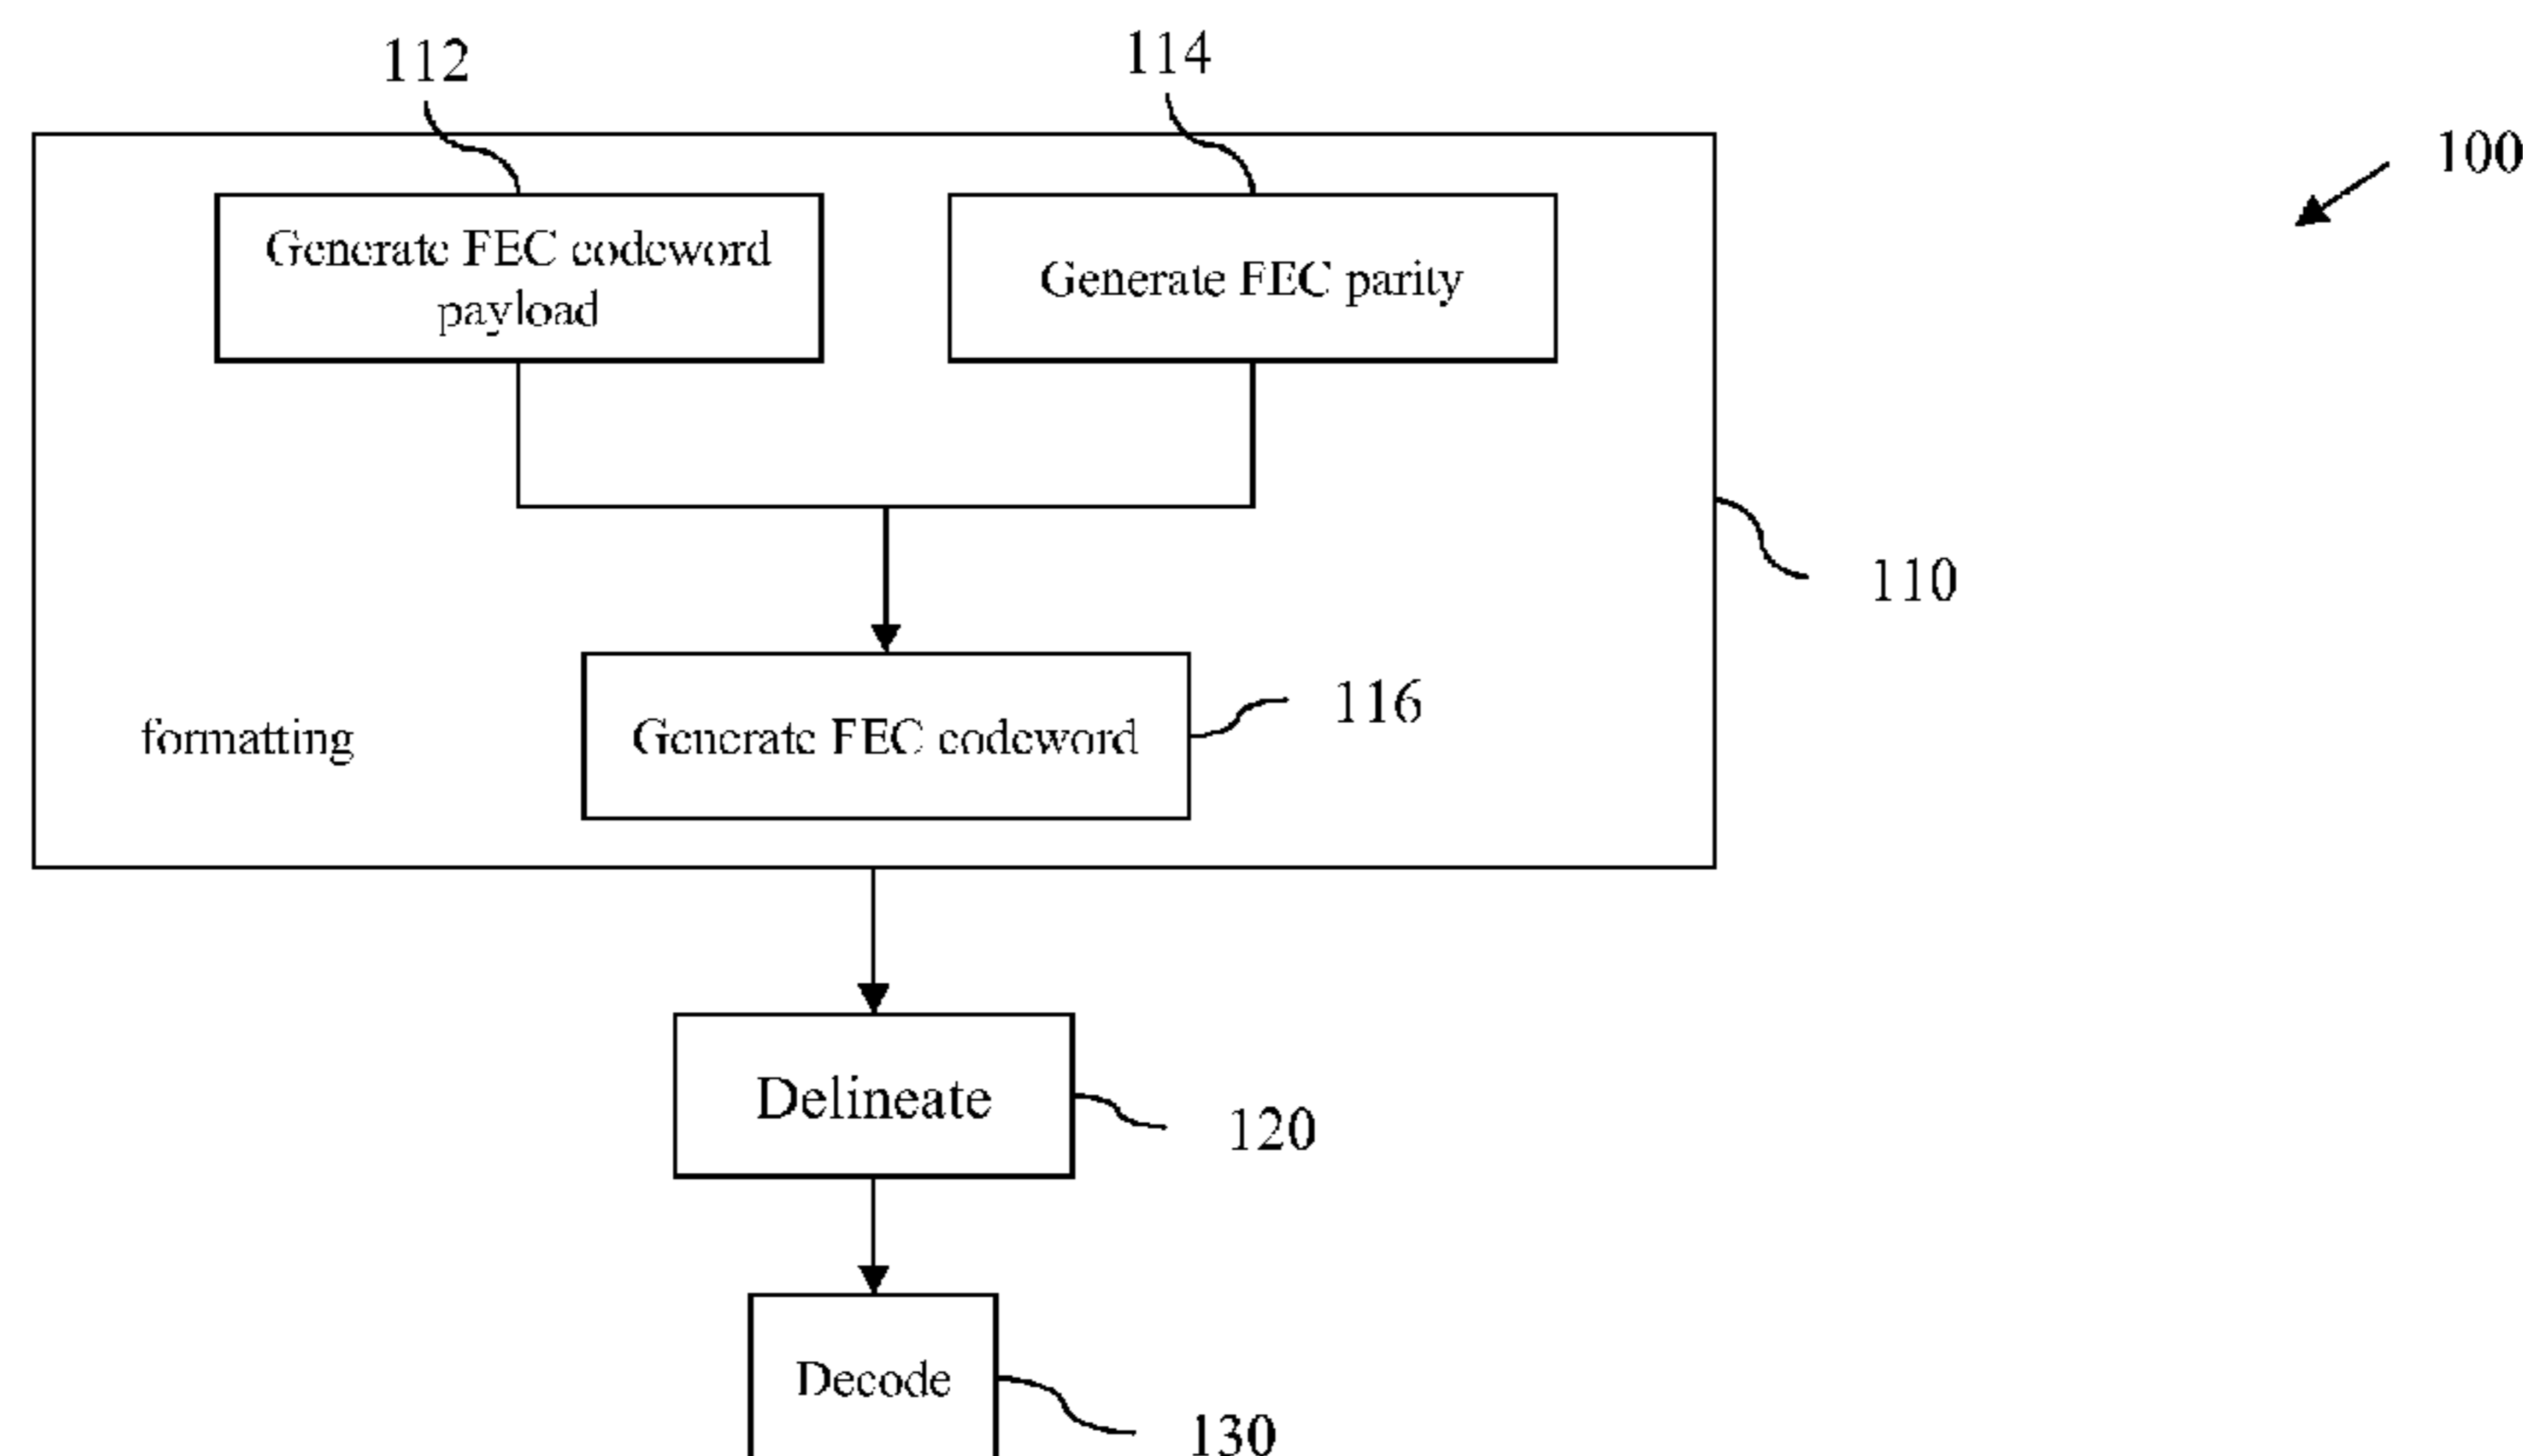 112
114
100
Generate FEC codeword
payload
Generate FEC parity
110
116
formatting
Generate FEC codeword
Delineate
120
Decode
130